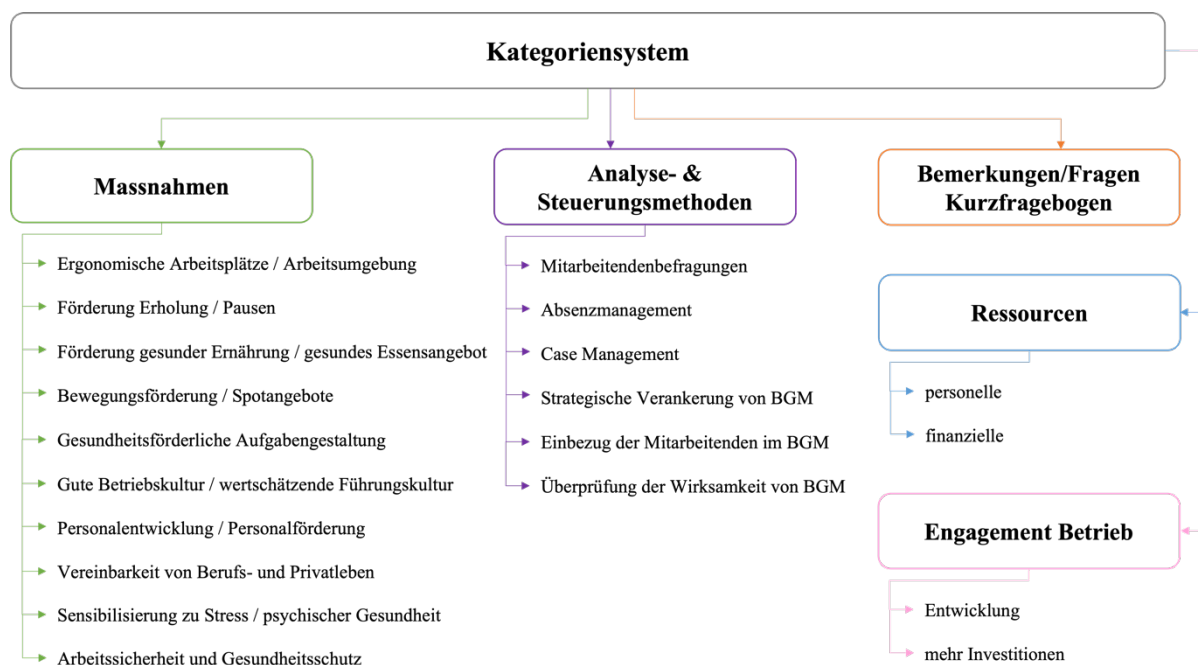 Kategoriensystem
Massnahmen
Ergonomische Arbeitsplätze / Arbeitsumgebung
Förderung Erholung / Pausen
Förderung gesunder Ernährung / gesundes Essensangebot
Bewegungsförderung / Spotangebote
Gesundheitsförderliche Aufgabengestaltung
Gute Betriebskultur / wertschätzende Führungskultur
Personalentwicklung / Personalförderung
Vereinbarkeit von Berufs- und Privatleben
Sensibilisierung zu Stress / psychischer Gesundheit
Arbeitssicherheit und Gesundheitsschutz
Analyse- &
Steuerungsmethoden
Mitarbeitendenbefragungen
Absenzmanagement
Case Management
Strategische Verankerung von BGM
Einbezug der Mitarbeitenden im BGM
Überprüfung der Wirksamkeit von BGM
Bemerkungen/Fragen
Kurzfragebogen
Ressourcen
personelle
finanzielle
Engagement Betrieb
Entwicklung
mehr Investitionen